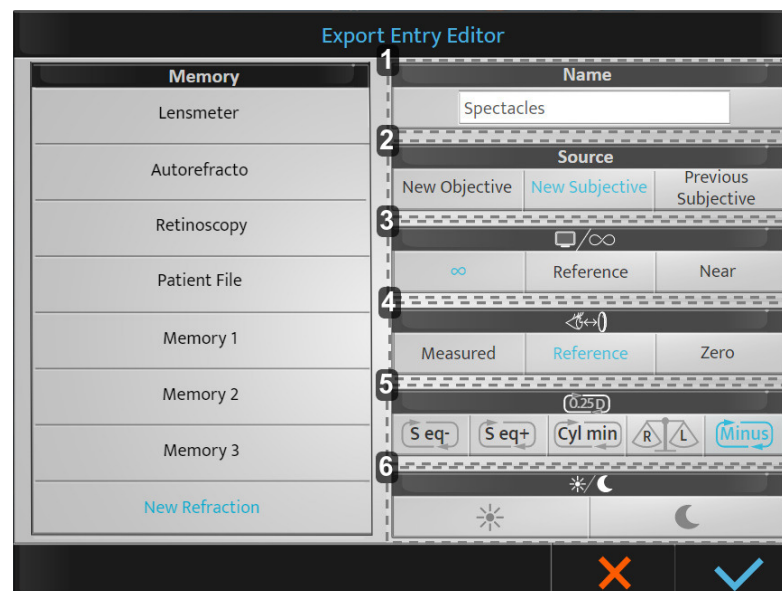 Export Entry Editor
Memory
Lensmeter
Autorefracto
Retinoscopy
Patient File
Memory 1
Memory 2
Memory 3
New Refraction
1
Name
Spectacles
2
Source
New Objective
New Subjective
Previous
Subjective
3
/∞
∞
Reference
Near
4
Measured
Reference
Zero
5
0.25 D
S eq-
S eq+
Cyl min
R L
Minus
6
/